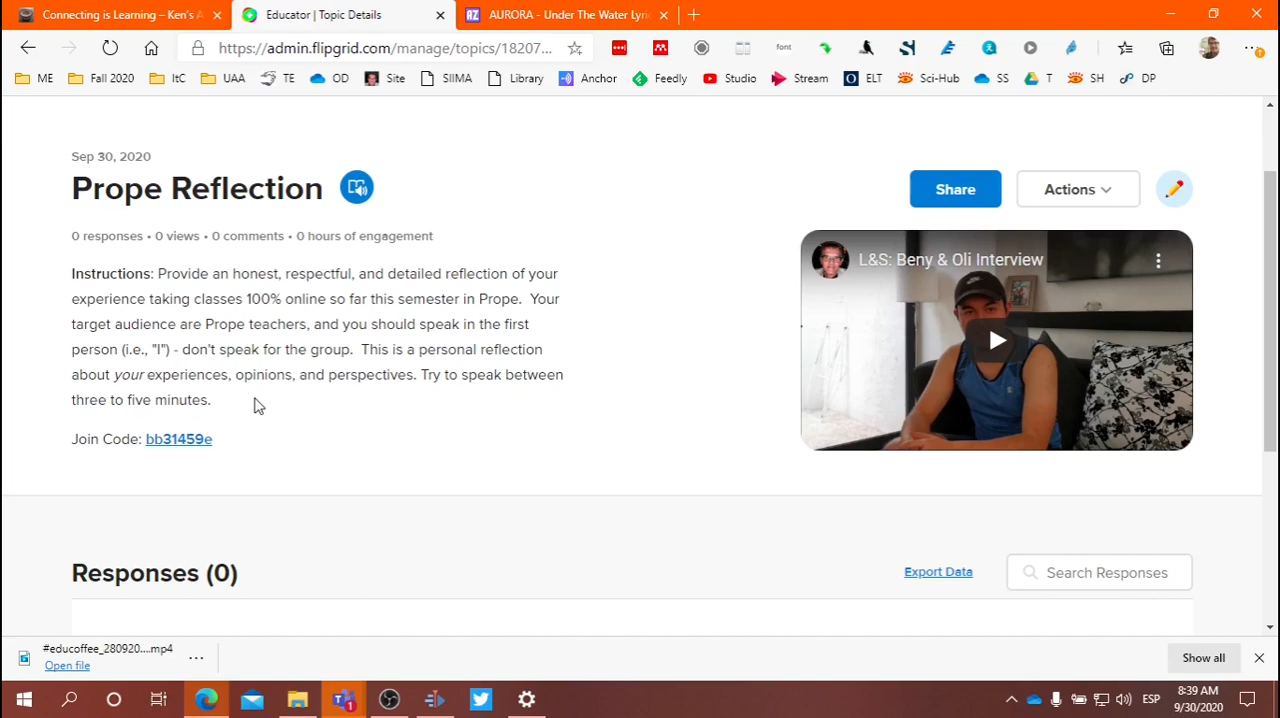 Connecting is Learning – Ken's A
Educator | Topic Details
AURORA - Under The Water Lyri
https://admin.flipgrid.com/manage/topics/18207...
font
ME
Fall 2020
ItC
UAA
TE
OD
Site
SIIMA
Library
Anchor
Feedly
Studio
Stream
ELT
Sci-Hub
SS
T
SH
DP
Sep 30, 2020
Prope Reflection
Share
Actions
0 responses • 0 views • 0 comments • 0 hours of engagement
Instructions: Provide an honest, respectful, and detailed reflection of your
experience taking classes 100% online so far this semester in Prope. Your
target audience are Prope teachers, and you should speak in the first
person (i.e., "I") - don't speak for the group. This is a personal reflection
about your experiences, opinions, and perspectives. Try to speak between
three to five minutes.
Join Code: bb31459e
L&S: Beny & Oli Interview
Responses (0)
Export Data
Search Responses
#educoffee_280920....mp4
Open file
Show all
ESP
8:39 AM
9/30/2020